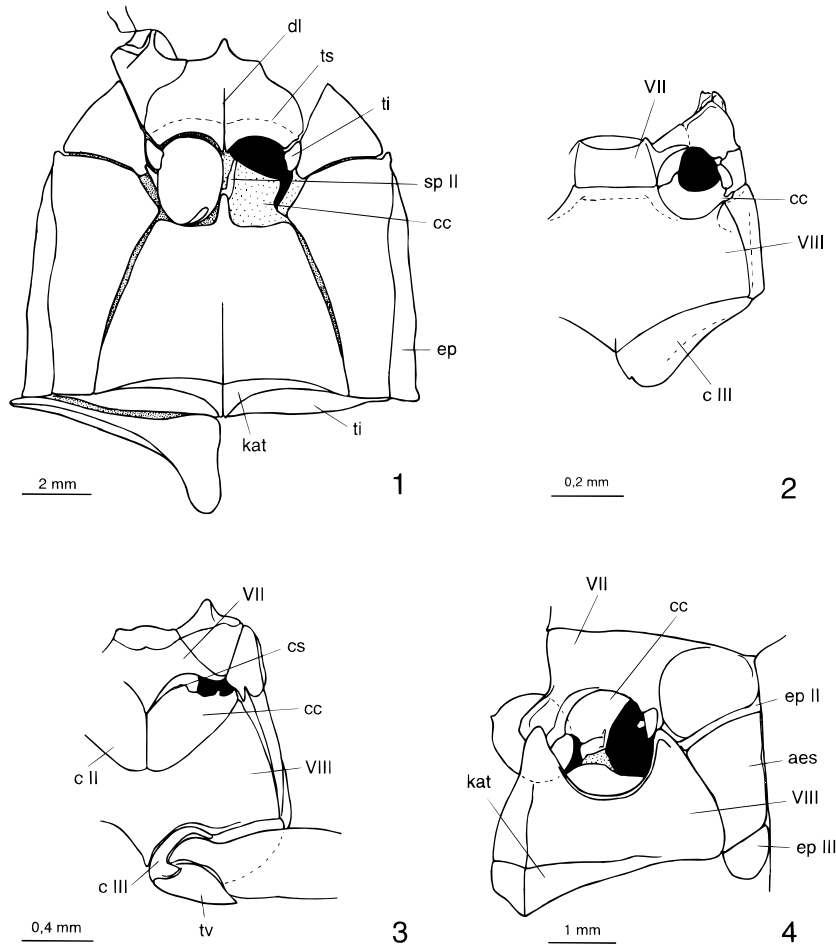 dl
ts
ti
sp II
cc
ep
kat
ti
2 mm
1
VII
cc
VIII
c III
0,2 mm
2
VII
cs
cc
c II
VIII
c III
tv
0,4 mm
3
VII
cc
ep II
aes
kat
VIII
ep III
1 mm
4